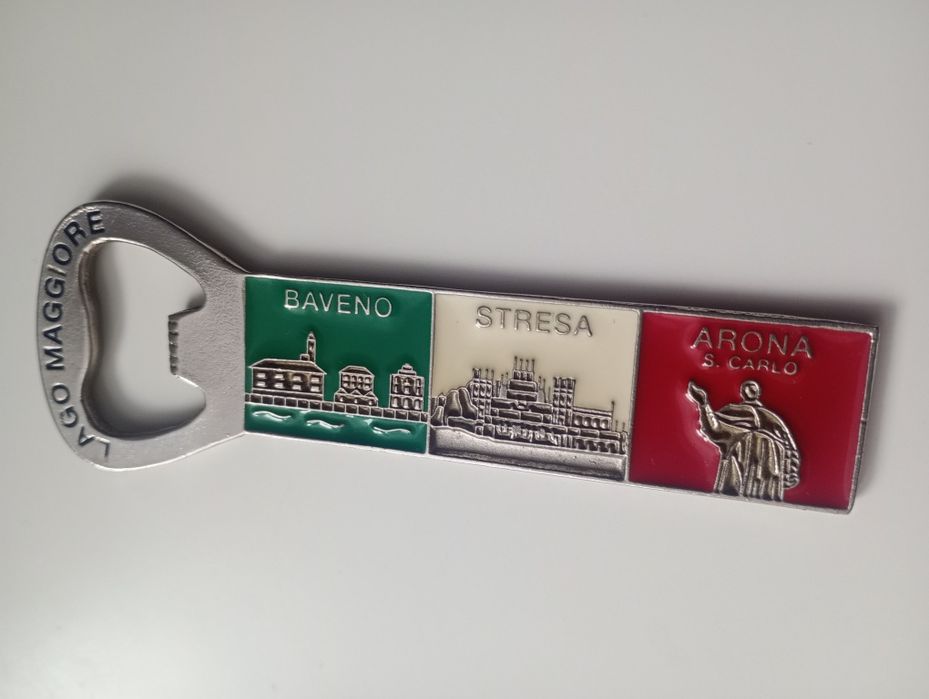 LAGO MAGGIORE
BAVENO
STRESA
ARONA
S. CARLO